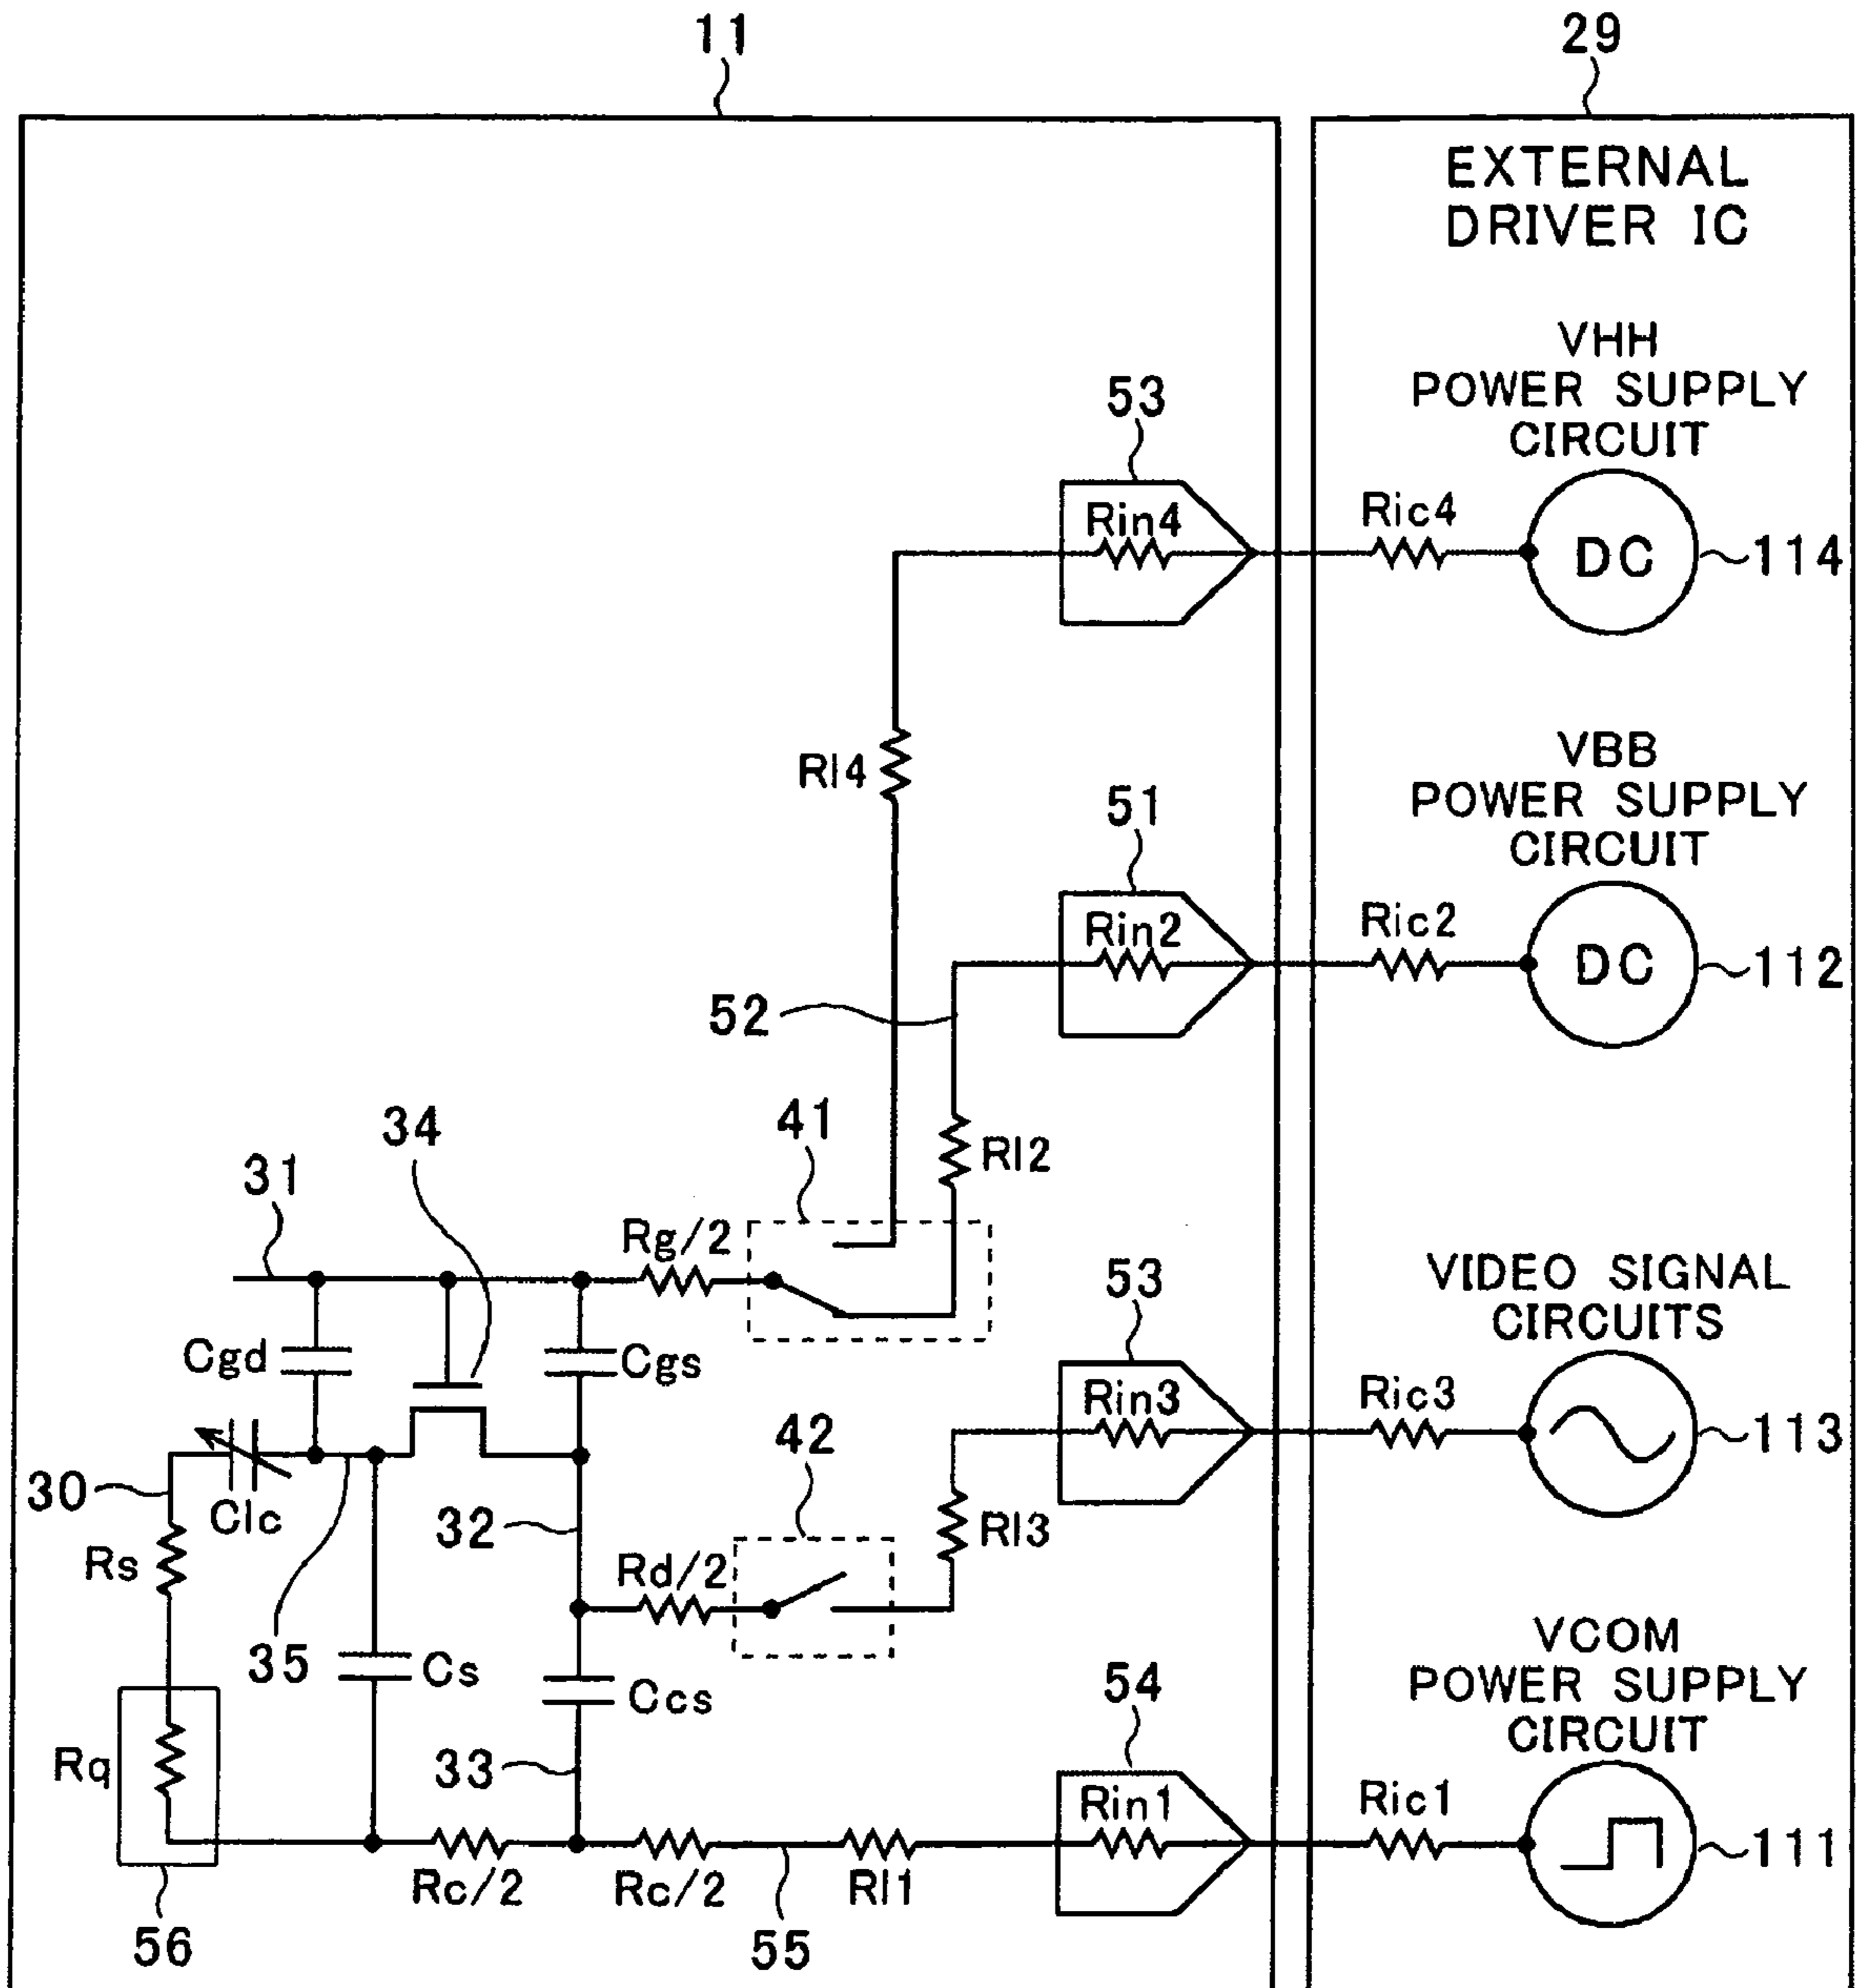 11
29
EXTERNAL
DRIVER IC
VHH
POWER SUPPLY
CIRCUIT
53
Rin4
Ric4
DC
114
Rl4
VBB
POWER SUPPLY
CIRCUIT
51
Rin2
Ric2
DC
112
52
34
41
Rl2
31
Rg/2
VIDEO SIGNAL
CIRCUITS
53
Cgd
Cgs
Rin3
Ric3
113
42
30
Clc
32
Rl3
Rs
Rd/2
35
Cs
Ccs
VCOM
POWER SUPPLY
CIRCUIT
54
Rq
33
Rin1
Ric1
111
Rc/2
Rc/2
Rl1
56
55